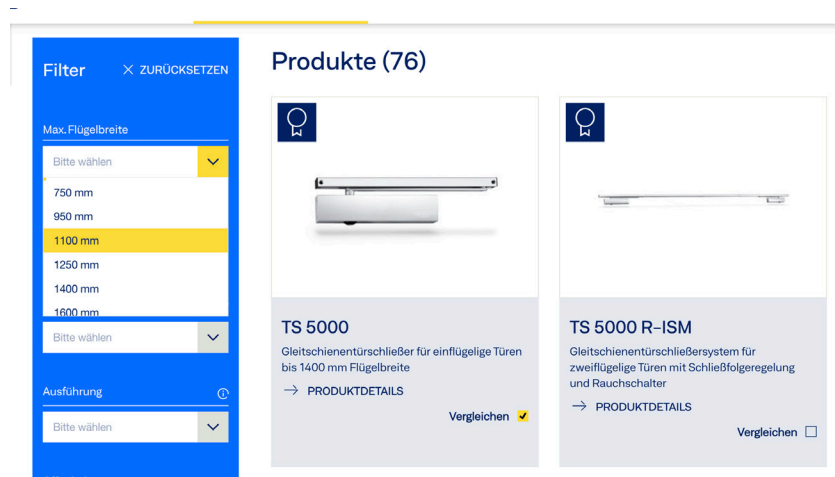 Filter
ZURÜCKSETZEN
Max. Flügelbreite
Bitte wählen
750 mm
950 mm
1100 mm
1250 mm
1400 mm
1600 mm
Bitte wählen
Ausführung
Bitte wählen
Produkte (76)
TS 5000
Gleitschienentürschließer für einflügelige Türen
bis 1400 mm Flügelbreite
PRODUKTDETAILS
Vergleichen
TS 5000 R-ISM
Gleitschienentürschließersystem für
zweiflügelige Türen mit Schließfolgeregelung
und Rauchschalter
PRODUKTDETAILS
Vergleichen